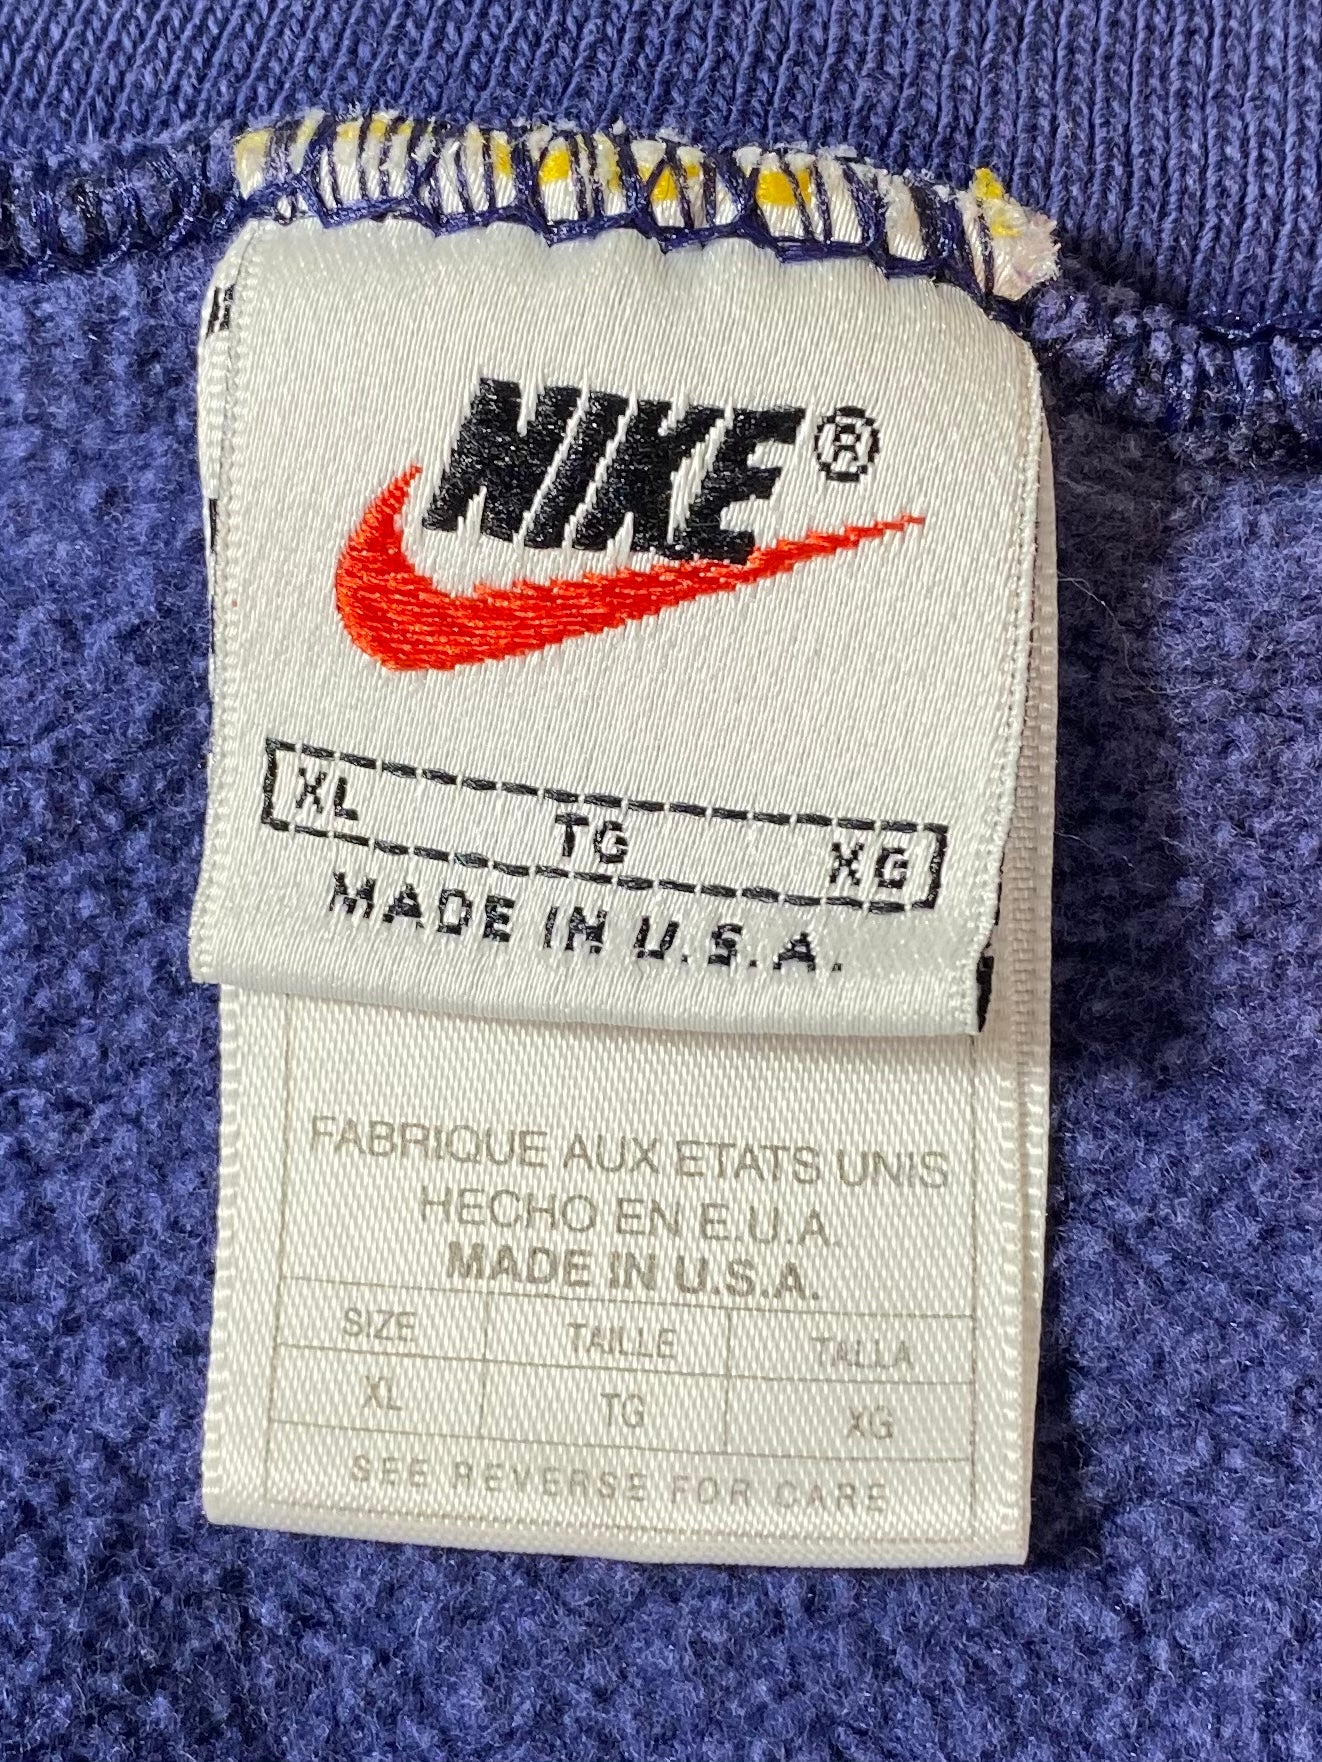 NIKE®
XL TG XG
MADE IN U.S.A.
FABRIQUE AUX ETATS UNIS
HECHO EN E.U.A.
MADE IN U.S.A.
SIZE TAILLE TALLA
XL TG XG
SEE REVERSE FOR CARE